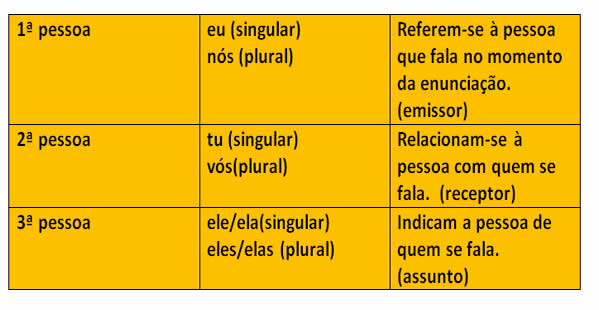 1ª pessoa
eu (singular)
nós (plural)
Referem-se à pessoa
que fala no momento
da enunciação.
(emissor)
2ª pessoa
tu (singular)
vós(plural)
Relacionam-se à
pessoa com quem se
fala.  (receptor)
3ª pessoa
ele/ela(singular)
eles/elas (plural)
Indicam a pessoa de
quem se fala.
(assunto)